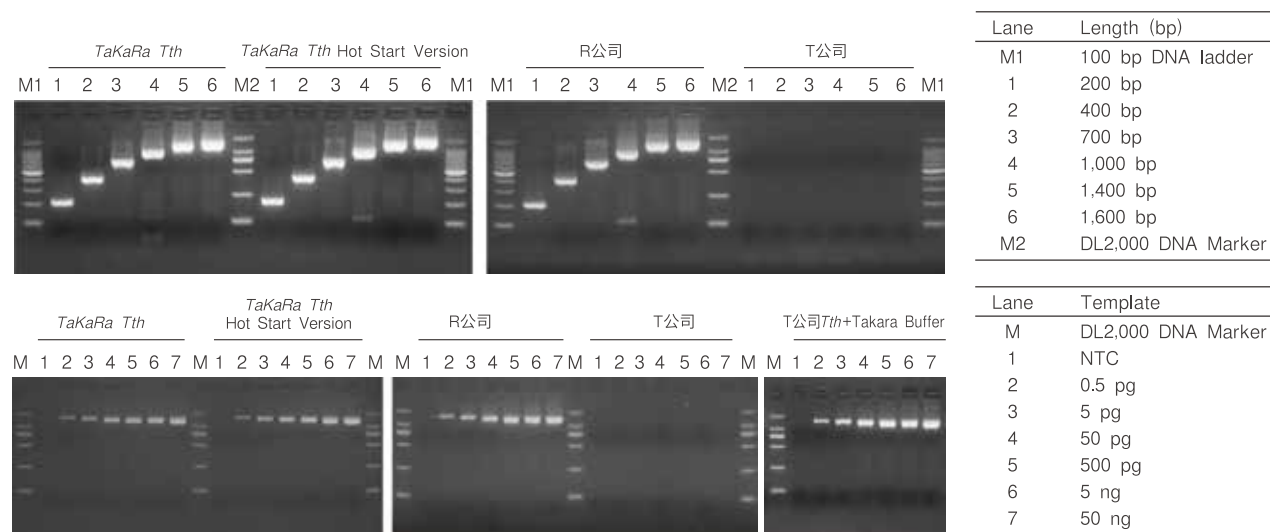 TaKaRa Tth
TaKaRa Tth Hot Start Version
R公司
T公司
M1 1 2 3 4 5 6 M2 1 2 3 4 5 6 M1
M1 1 2 3 4 5 6 M2 1 2 3 4 5 6 M1
Lane Length (bp)
M1 100 bp DNA ladder
1 200 bp
2 400 bp
3 700 bp
4 1,000 bp
5 1,400 bp
6 1,600 bp
M2 DL2,000 DNA Marker
TaKaRa Tth
TaKaRa Tth
Hot Start Version
R公司
T公司
T公司Tth+Takara Buffer
M 1 2 3 4 5 6 7 M 1 2 3 4 5 6 7 M
M 1 2 3 4 5 6 7 M 1 2 3 4 5 6 7 M
M 1 2 3 4 5 6 7
Lane Template
M DL2,000 DNA Marker
1 NTC
2 0.5 pg
3 5 pg
4 50 pg
5 500 pg
6 5 ng
7 50 ng